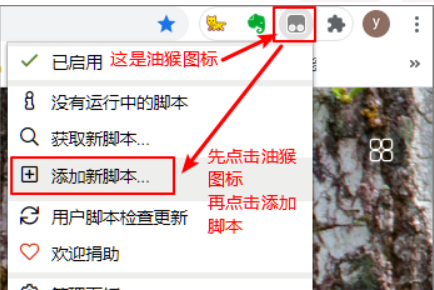 y
已启用
这是油猴图标
没有运行中的脚本
获取新脚本...
添加新脚本...
先点击油猴
图标
再点击添加
脚本
用户脚本检查更新
欢迎捐助